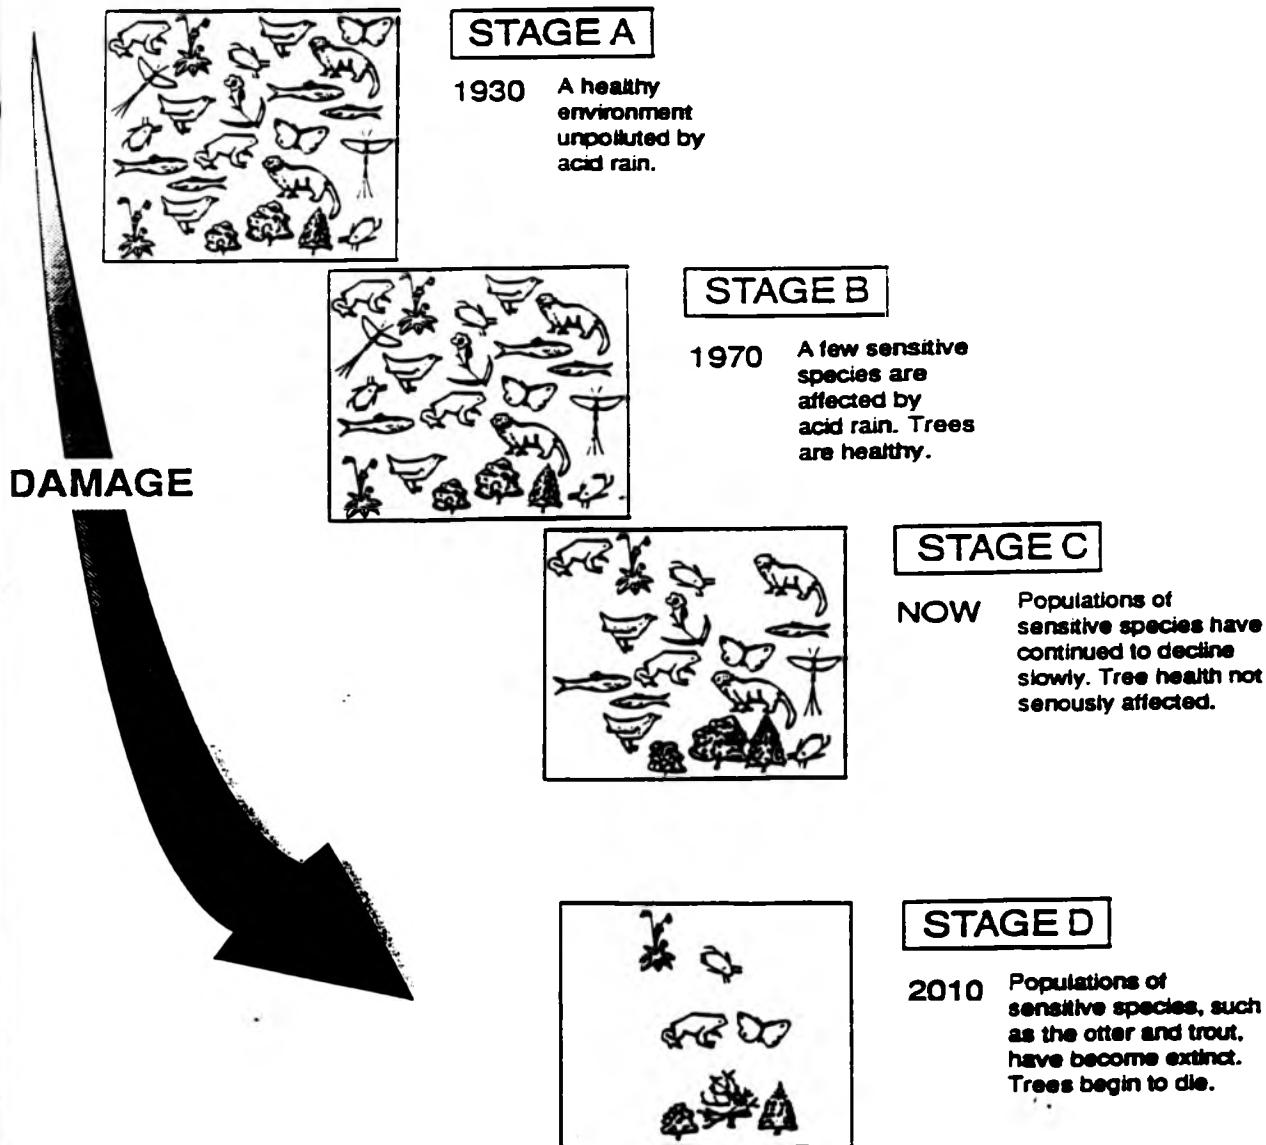 STAGE A
1930
A healthy
environment
unpolluted by
acid rain.
STAGE B
1970
A few sensitive
species are
affected by
acid rain. Trees
are healthy.
DAMAGE
STAGE C
NOW
Populations of
sensitive species have
continued to decline
slowly. Tree health not
seriously affected.
STAGE D
2010
Populations of
sensitive species, such
as the otter and trout,
have become extinct.
Trees begin to die.